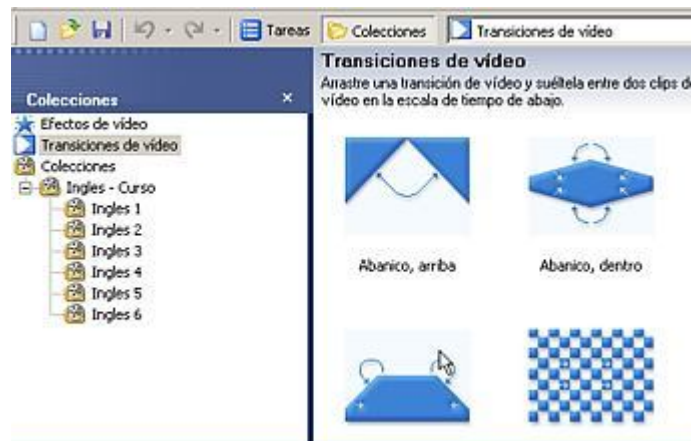 Tareas Colecciones Transiciones de vídeo
Colecciones ×
Efectos de vídeo
Transiciones de vídeo
Colecciones
Ingles - Curso
Ingles 1
Ingles 2
Ingles 3
Ingles 4
Ingles 5
Ingles 6
Transiciones de vídeo
Arrastre una transición de vídeo y suéltela entre dos clips de
vídeo en la escala de tiempo de abajo.
Abanico, arriba Abanico, dentro